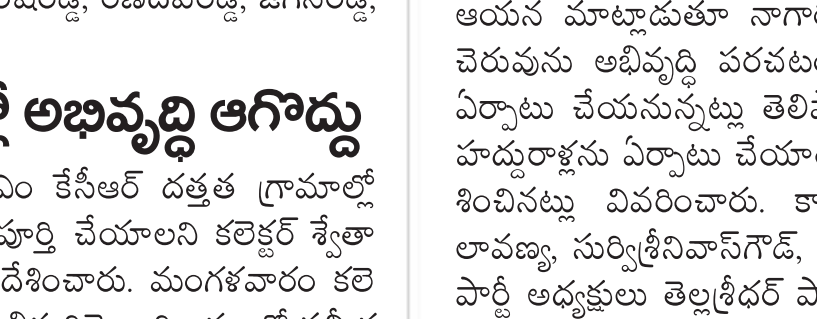 అభివృద్ధి ఆగొద్దు
కేసీఆర్ దత్తత గ్రామాల్లో
పూర్తి చేయాలని కలెక్టర్ శ్వేతా
దేశించారు. మంగళవారం కలె
ఆయన మాట్లాడుతూ
చెరువును అభివృద్ధి పరచటం
ఏర్పాటు చేయనున్నట్లు
హద్దురాళ్లను ఏర్పాటు
శించినట్లు వివరించారు.
లావణ్య, సుర్విశ్రీనివాస్‌గౌడ్,
పార్టీ అధ్యక్షులు తెల్లశ్రీధర్